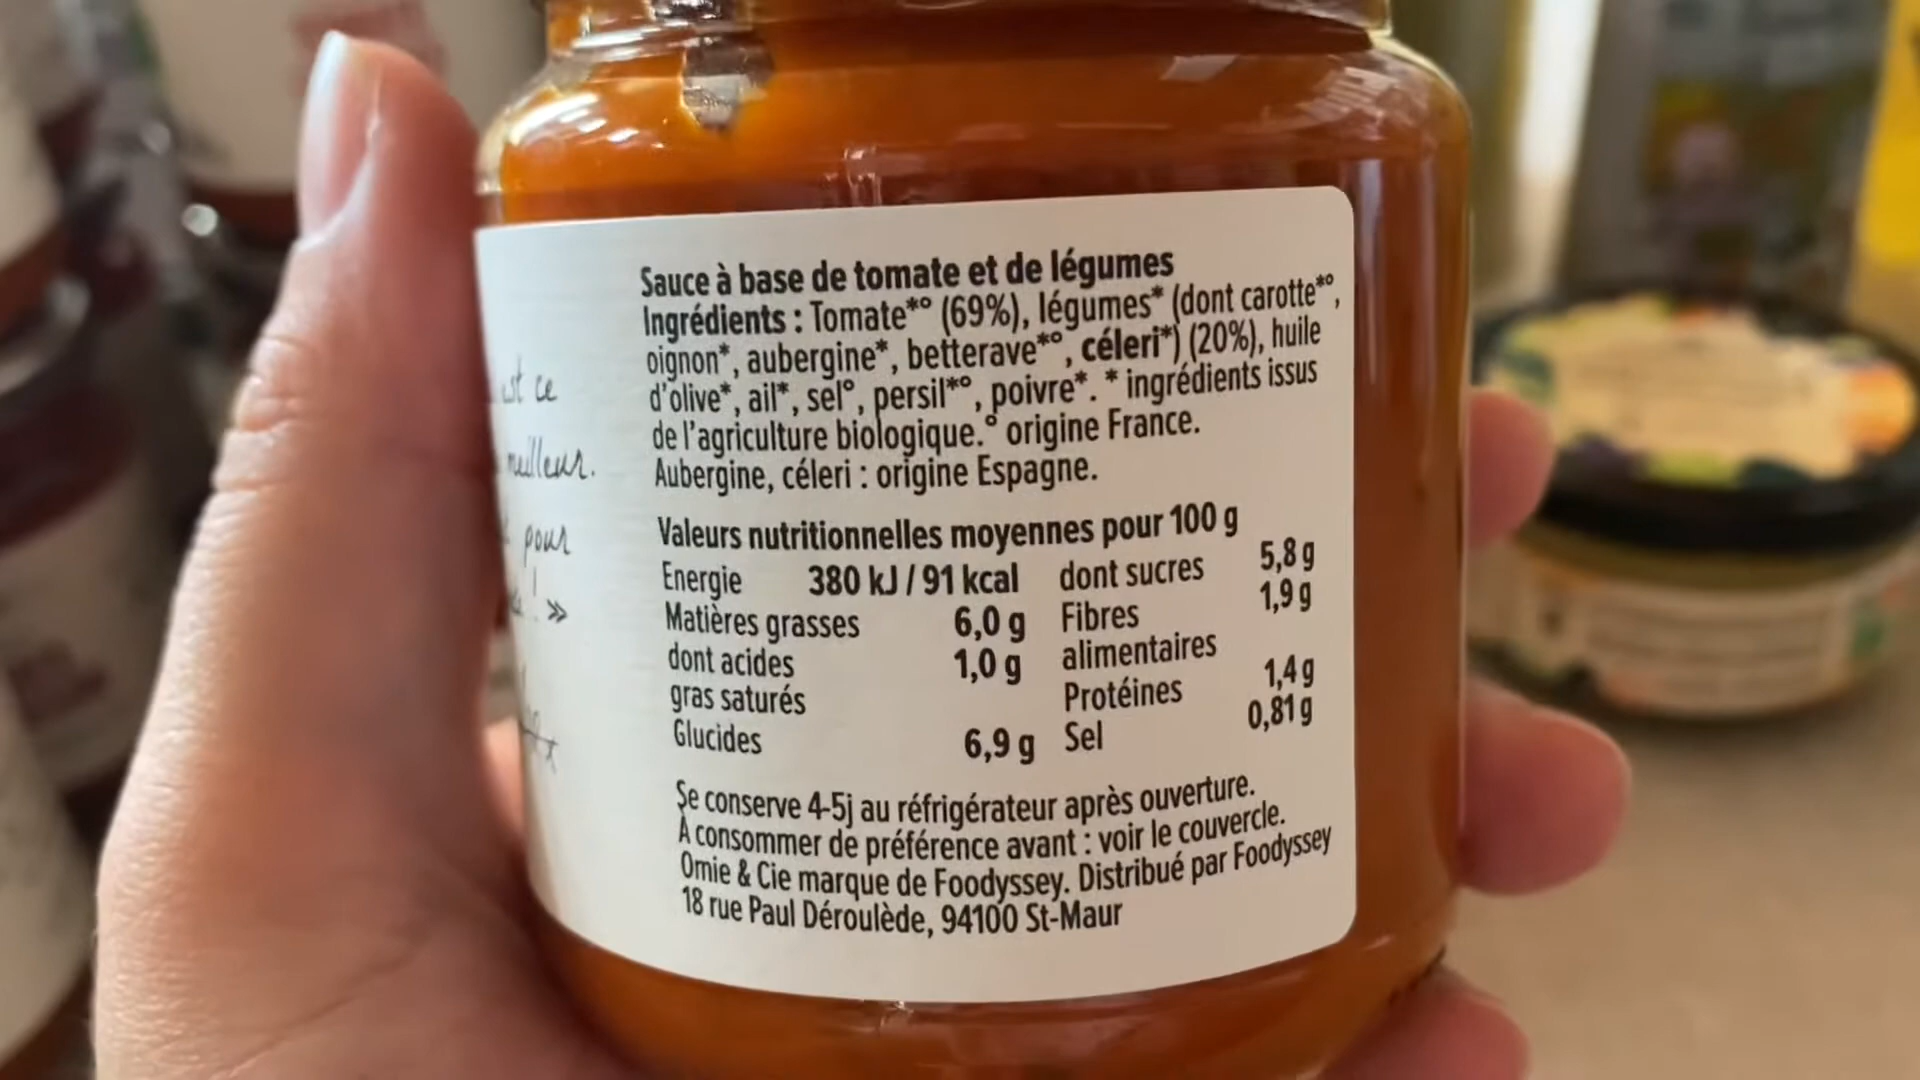 Sauce à base de tomate et de légumes
Ingrédients : Tomate*° (69%), légumes* (dont carotte*°,
oignon*, aubergine*, betterave*°, céleri*) (20%), huile
d'olive*, ail*, sel°, persil*°, poivre*. * ingrédients issus
de l'agriculture biologique.° origine France.
Aubergine, céleri : origine Espagne.
Valeurs nutritionnelles moyennes pour 100 g
Energie 380 kJ / 91 kcal
Matières grasses 6,0 g
dont acides 1,0 g
gras saturés
Glucides 6,9 g
dont sucres 5,8 g
Fibres 1,9 g
alimentaires
Protéines 1,4 g
Sel 0,81 g
Se conserve 4-5j au réfrigérateur après ouverture.
À consommer de préférence avant : voir le couvercle.
Omie & Cie marque de Foodyssey. Distribué par Foodyssey
18 rue Paul Déroulède, 94100 St-Maur
ce
meilleur.
pour
! »